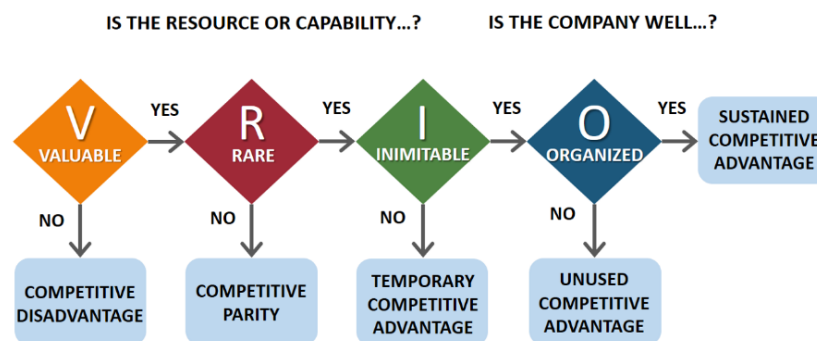 IS THE RESOURCE OR CAPABILITY...?
IS THE COMPANY WELL...?
V
VALUABLE
YES
R
RARE
YES
I
INIMITABLE
YES
O
ORGANIZED
YES
SUSTAINED
COMPETITIVE
ADVANTAGE
NO
NO
NO
NO
COMPETITIVE
DISADVANTAGE
COMPETITIVE
PARITY
TEMPORARY
COMPETITIVE
ADVANTAGE
UNUSED
COMPETITIVE
ADVANTAGE